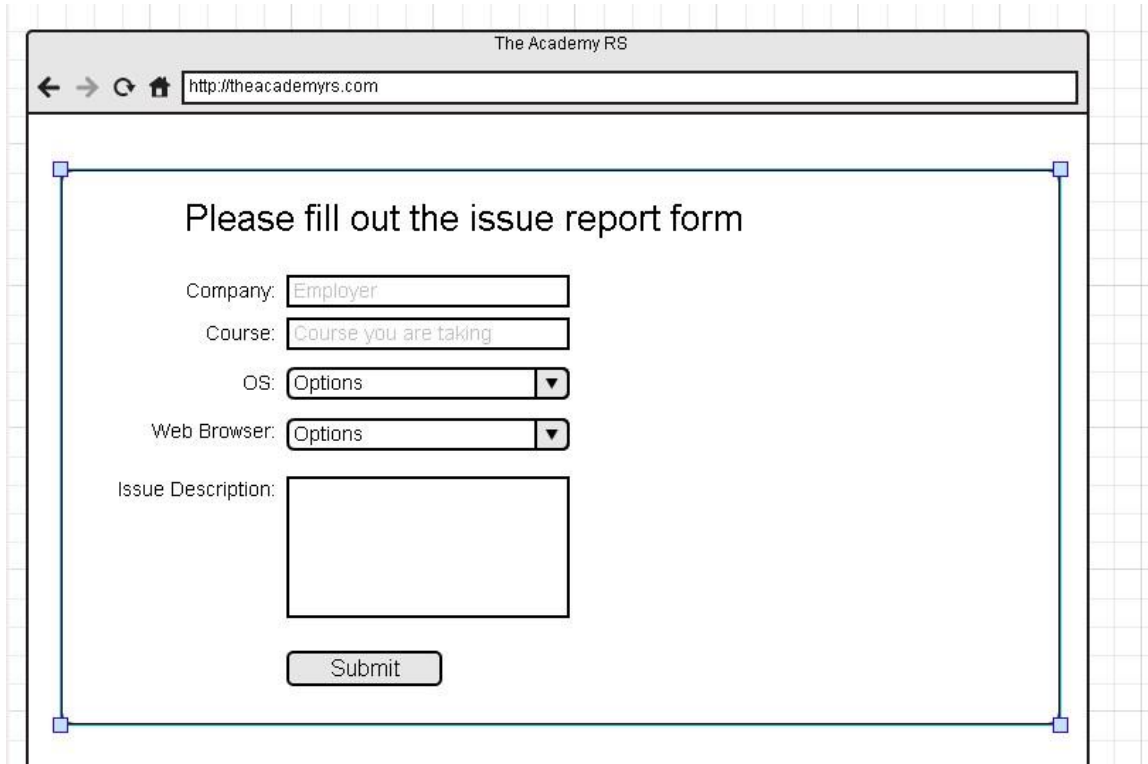 The Academy RS
http://theacademyrs.com
Please fill out the issue report form
Company: Employer
Course: Course you are taking
OS: Options
Web Browser: Options
Issue Description:
Submit